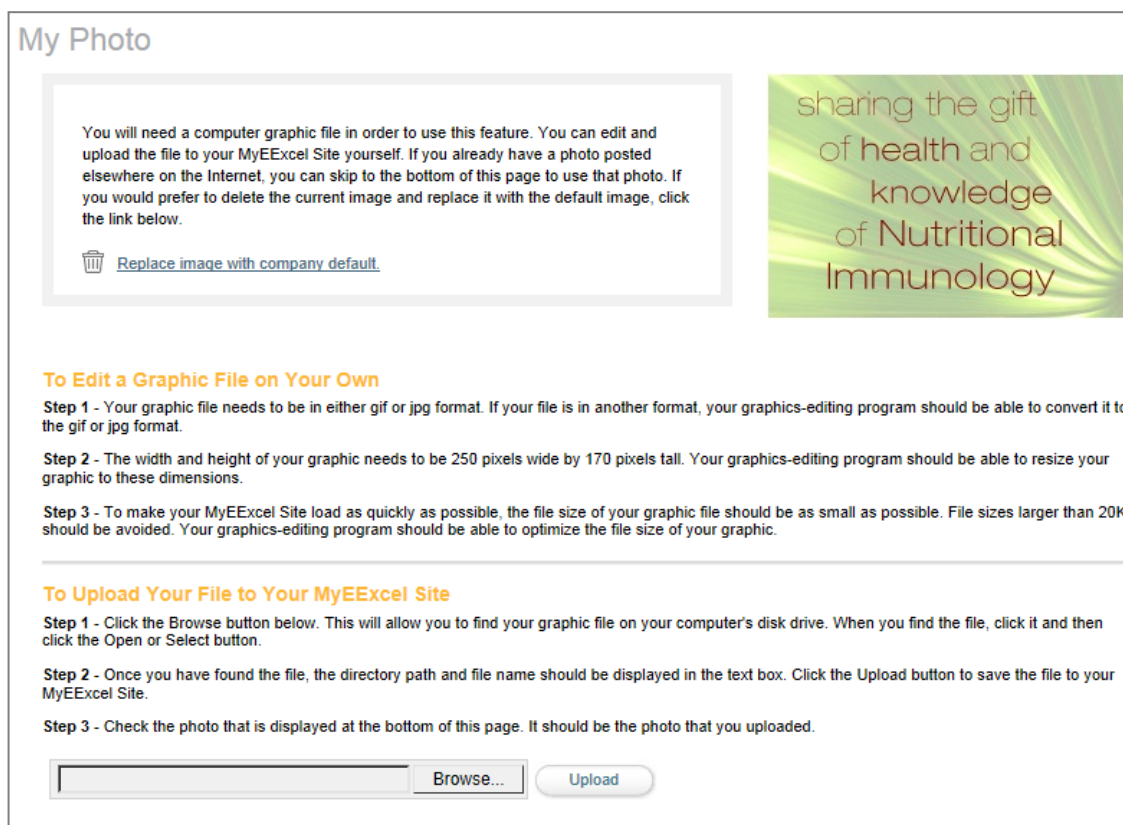 My Photo
You will need a computer graphic file in order to use this feature. You can edit and
upload the file to your MyEExcel Site yourself. If you already have a photo posted
elsewhere on the Internet, you can skip to the bottom of this page to use that photo. If
you would prefer to delete the current image and replace it with the default image, click
the link below.
Replace image with company default.
sharing the gift
of health and
knowledge
of Nutritional
Immunology
To Edit a Graphic File on Your Own
Step 1 - Your graphic file needs to be in either gif or jpg format. If your file is in another format, your graphics-editing program should be able to convert it to
the gif or jpg format.
Step 2 - The width and height of your graphic needs to be 250 pixels wide by 170 pixels tall. Your graphics-editing program should be able to resize your
graphic to these dimensions.
Step 3 - To make your MyEExcel Site load as quickly as possible, the file size of your graphic file should be as small as possible. File sizes larger than 20K
should be avoided. Your graphics-editing program should be able to optimize the file size of your graphic.
To Upload Your File to Your MyEExcel Site
Step 1 - Click the Browse button below. This will allow you to find your graphic file on your computer's disk drive. When you find the file, click it and then
click the Open or Select button.
Step 2 - Once you have found the file, the directory path and file name should be displayed in the text box. Click the Upload button to save the file to your
MyEExcel Site.
Step 3 - Check the photo that is displayed at the bottom of this page. It should be the photo that you uploaded.
Browse... Upload